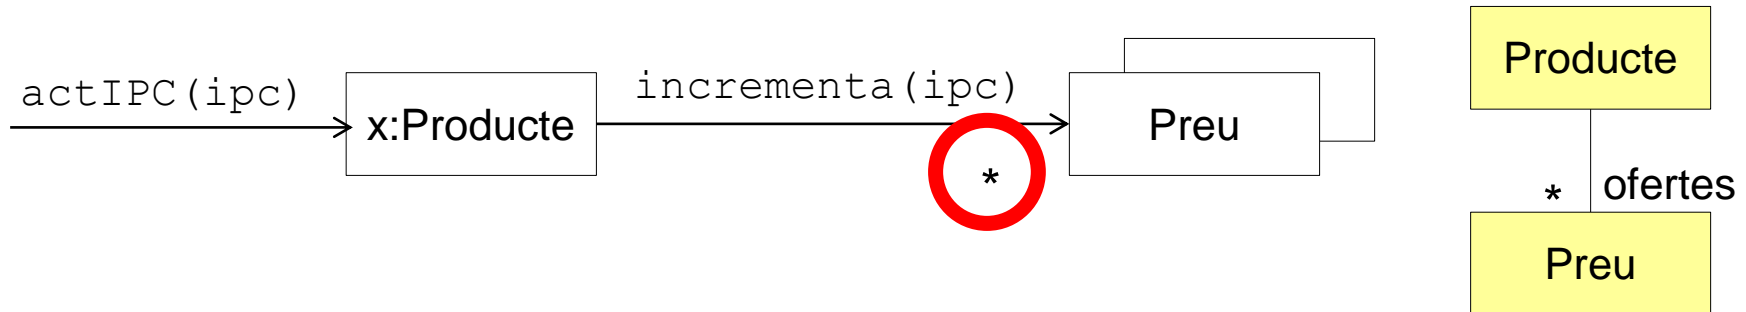 actIPC(ipc)
x:Producte
incrementa(ipc)
*
Preu
Producte
* ofertes
Preu